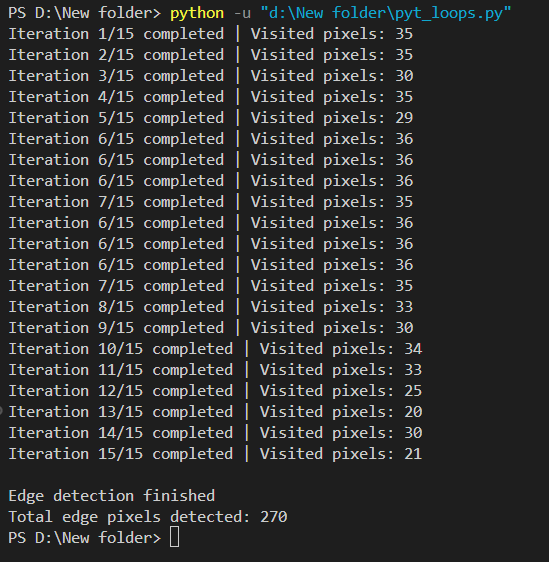 PS D:\New folder> python -u "d:\New folder\pyt_loops.py"
Iteration 1/15 completed | Visited pixels: 35
Iteration 2/15 completed | Visited pixels: 35
Iteration 3/15 completed | Visited pixels: 30
Iteration 4/15 completed | Visited pixels: 35
Iteration 5/15 completed | Visited pixels: 29
Iteration 6/15 completed | Visited pixels: 36
Iteration 6/15 completed | Visited pixels: 36
Iteration 6/15 completed | Visited pixels: 36
Iteration 7/15 completed | Visited pixels: 35
Iteration 6/15 completed | Visited pixels: 36
Iteration 6/15 completed | Visited pixels: 36
Iteration 6/15 completed | Visited pixels: 36
Iteration 7/15 completed | Visited pixels: 35
Iteration 8/15 completed | Visited pixels: 33
Iteration 9/15 completed | Visited pixels: 30
Iteration 10/15 completed | Visited pixels: 34
Iteration 11/15 completed | Visited pixels: 33
Iteration 12/15 completed | Visited pixels: 25
Iteration 13/15 completed | Visited pixels: 20
Iteration 14/15 completed | Visited pixels: 30
Iteration 15/15 completed | Visited pixels: 21
Edge detection finished
Total edge pixels detected: 270
PS D:\New folder>